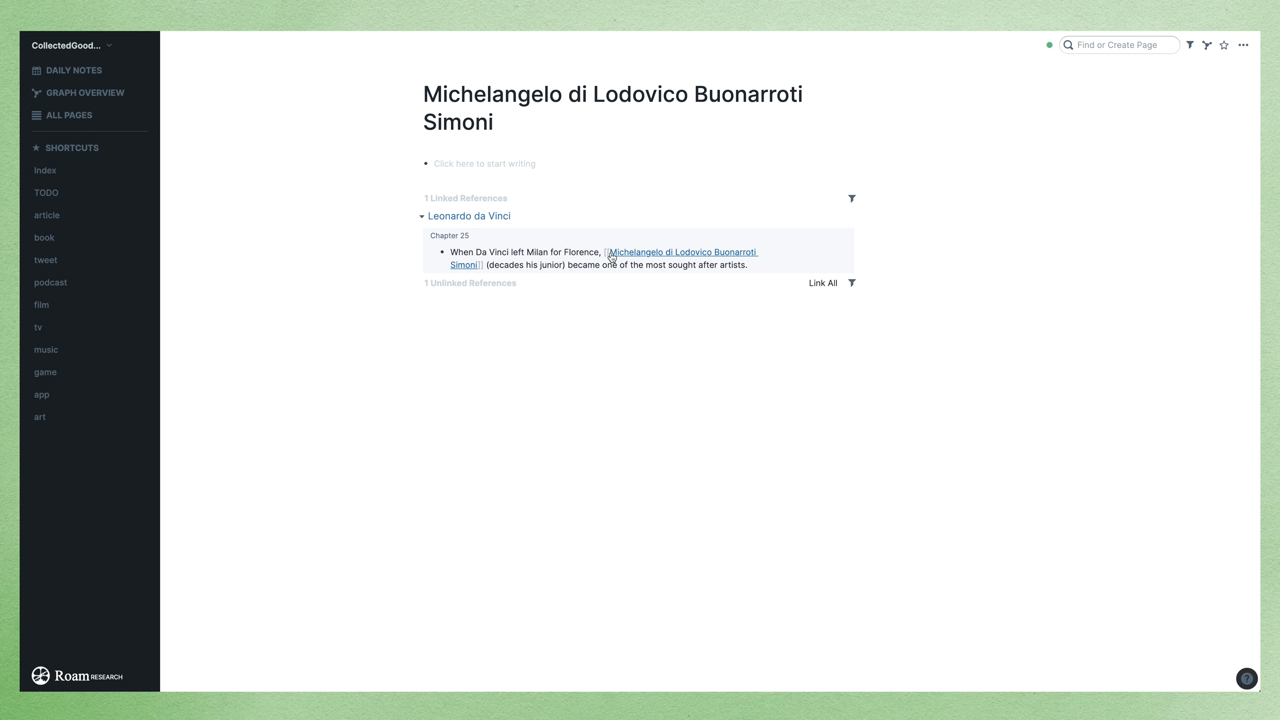 CollectedGood...
DAILY NOTES
GRAPH OVERVIEW
ALL PAGES
SHORTCUTS
Index
TODO
article
book
tweet
podcast
film
tv
music
game
app
art
Roam RESEARCH
Find or Create Page
Michelangelo di Lodovico Buonarroti
Simoni
Click here to start writing
1 Linked References
Leonardo da Vinci
Chapter 25
When Da Vinci left Milan for Florence, [[Michelangelo di Lodovico Buonarroti
Simoni]] (decades his junior) became one of the most sought after artists.
1 Unlinked References
Link All
?